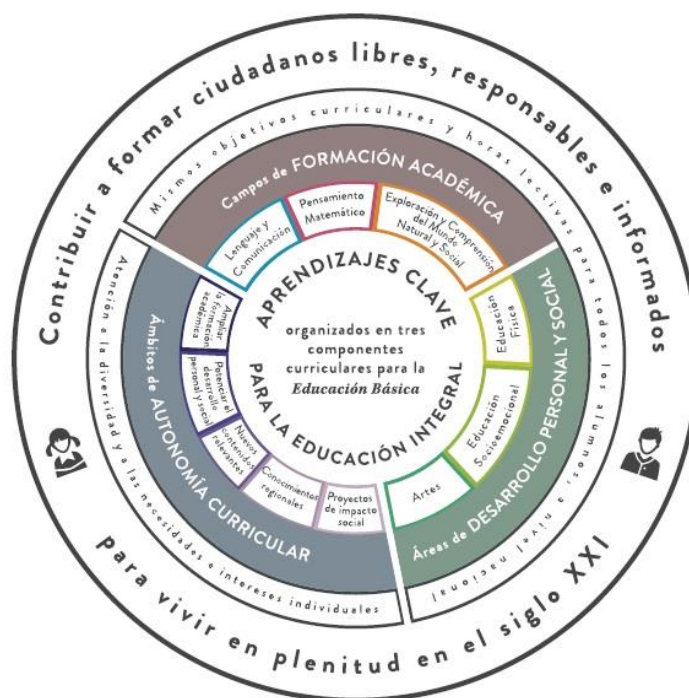 Contribuir a formar ciudadanos libres, responsables e informados
para vivir en plenitud en el siglo XXI
Mismos objetivos curriculares y horas lectivas para todos los alumnos, a nivel nacional
Atención a la diversidad y a las necesidades e intereses individuales
Campos de FORMACIÓN ACADÉMICA
Lenguaje y
Comunicación
Pensamiento
Matemático
Exploración y Comprensión
del Mundo
Natural y Social
Áreas de DESARROLLO PERSONAL Y SOCIAL
Educación
Física
Educación
Socioemocional
Artes
Ámbitos de AUTONOMÍA CURRICULAR
Ampliar
la formación
académica
Potenciar el
desarrollo
personal y social
Nuevos
contenidos
relevantes
Conocimientos
regionales
Proyectos
de impacto
social
APRENDIZAJES CLAVE
organizados en tres
componentes
curriculares para la
Educación Básica
PARA LA EDUCACIÓN INTEGRAL